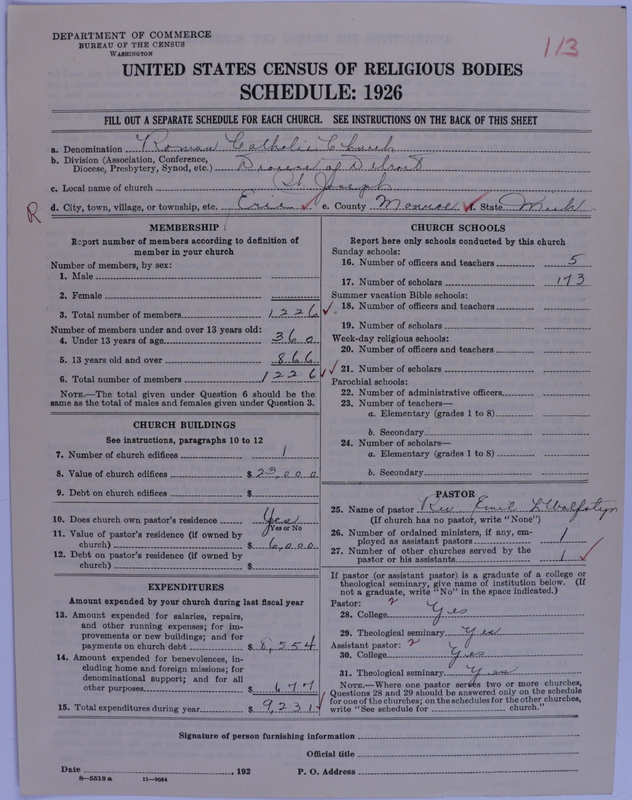 DEPARTMENT OF COMMERCE
BUREAU OF THE CENSUS
WASHINGTON
113
UNITED STATES CENSUS OF RELIGIOUS BODIES
SCHEDULE: 1926
FILL OUT A SEPARATE SCHEDULE FOR EACH CHURCH. SEE INSTRUCTIONS ON THE BACK OF THIS SHEET
a. Denomination Roman Catholic Church
b. Division (Association, Conference,
Diocese, Presbytery, Synod, etc.) Diocese of Detroit
c. Local name of church St Joseph
R d. City, town, village, or township, etc. Erie e. County Monroe f. State Mich
MEMBERSHIP
Report number of members according to definition of
member in your church
Number of members, by sex:
1. Male
2. Female
3. Total number of members 1226
Number of members under and over 13 years old:
4. Under 13 years of age 360
5. 13 years old and over 866
6. Total number of members 1226
NOTE.—The total given under Question 6 should be
same as the total of males and females given under Question 3.
CHURCH BUILDINGS
See instructions, paragraphs 10 to 12
7. Number of church edifices 1
8. Value of church edifices $ 25,000
9. Debt on church edifices $
10. Does church own pastor's residence Yes
Yes or No
11. Value of pastor's residence (if owned by
church) $ 6,000
12. Debt on pastor's residence (if owned by
church) $
EXPENDITURES
Amount expended by your church during last fiscal year
13. Amount expended for salaries, repairs,
and other running expenses; for im-
provements or new buildings; and for
payments on church debt $ 8,554
14. Amount expended for benevolences, in-
cluding home and foreign missions; for
denominational support; and for all
other purposes $ 677
15. Total expenditures during year $ 9,231
CHURCH SCHOOLS
Report here only schools conducted by this church
Sunday schools:
16. Number of officers and teachers 5
17. Number of scholars 173
Summer vacation Bible schools:
18. Number of officers and teachers
19. Number of scholars
Week-day religious schools:
20. Number of officers and teachers
21. Number of scholars
Parochial schools:
22. Number of administrative officers
23. Number of teachers—
a. Elementary (grades 1 to 8)
b. Secondary
24. Number of scholars—
a. Elementary (grades 1 to 8)
b. Secondary
PASTOR
25. Name of pastor Rev Emil
(If church has no pastor, write "None")
26. Number of ordained ministers, if any, em-
ployed as assistant pastors 1
27. Number of other churches served by the
pastor or his assistants 1
If pastor (or assistant pastor) is a graduate of a college or
theological seminary, give name of institution below. (If
not a graduate, write "No" in the space indicated.)
Pastor: 2
28. College Yes
29. Theological seminary Yes
Assistant pastor: 2
30. College Yes
31. Theological seminary Yes
NOTE.—Where one pastor serves two or more churches,
Questions 28 and 29 should be answered only on the schedule
for one of the churches; on the schedules for the other churches,
write "See schedule for church."
Signature of person furnishing information
Official title
Date , 192 P. O. Address
8—5518a 11—9054